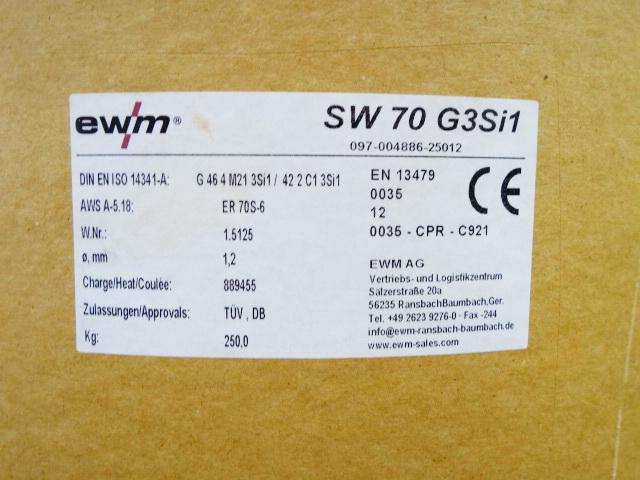 ewm®
SW 70 G3Si1
097-004886-25012
DIN EN ISO 14341-A: G 46 4 M21 3Si1 / 42 2 C1 3Si1
AWS A-5.18: ER 70S-6
W.Nr.: 1.5125
ø, mm 1,2
Charge/Heat/Coulée: 889455
Zulassungen/Approvals: TÜV , DB
Kg: 250,0
EN 13479
0035
12
0035 - CPR - C921
CE
EWM AG
Vertriebs- und Logistikzentrum
Sälzerstraße 20a
56235 RansbachBaumbach,Ger.
Tel. +49 2623 9276-0 · Fax -244
info@ewm-ransbach-baumbach.de
www.ewm-sales.com